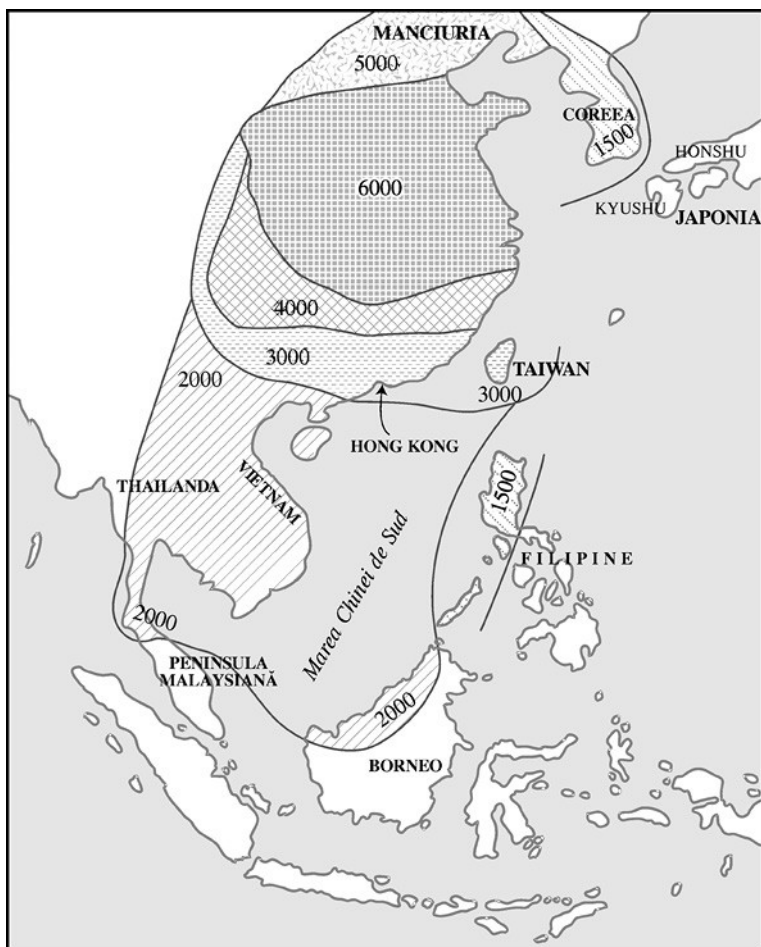 MANCIURIA
5000
COREEA
1500
HONSHU
6000
KYUSHU
JAPONIA
4000
3000
2000
TAIWAN
3000
HONG KONG
THAILANDA
VIETNAM
1500
Marea Chinei de Sud
FILIPINE
2000
PENINSULA
MALAYSIANĂ
2000
BORNEO